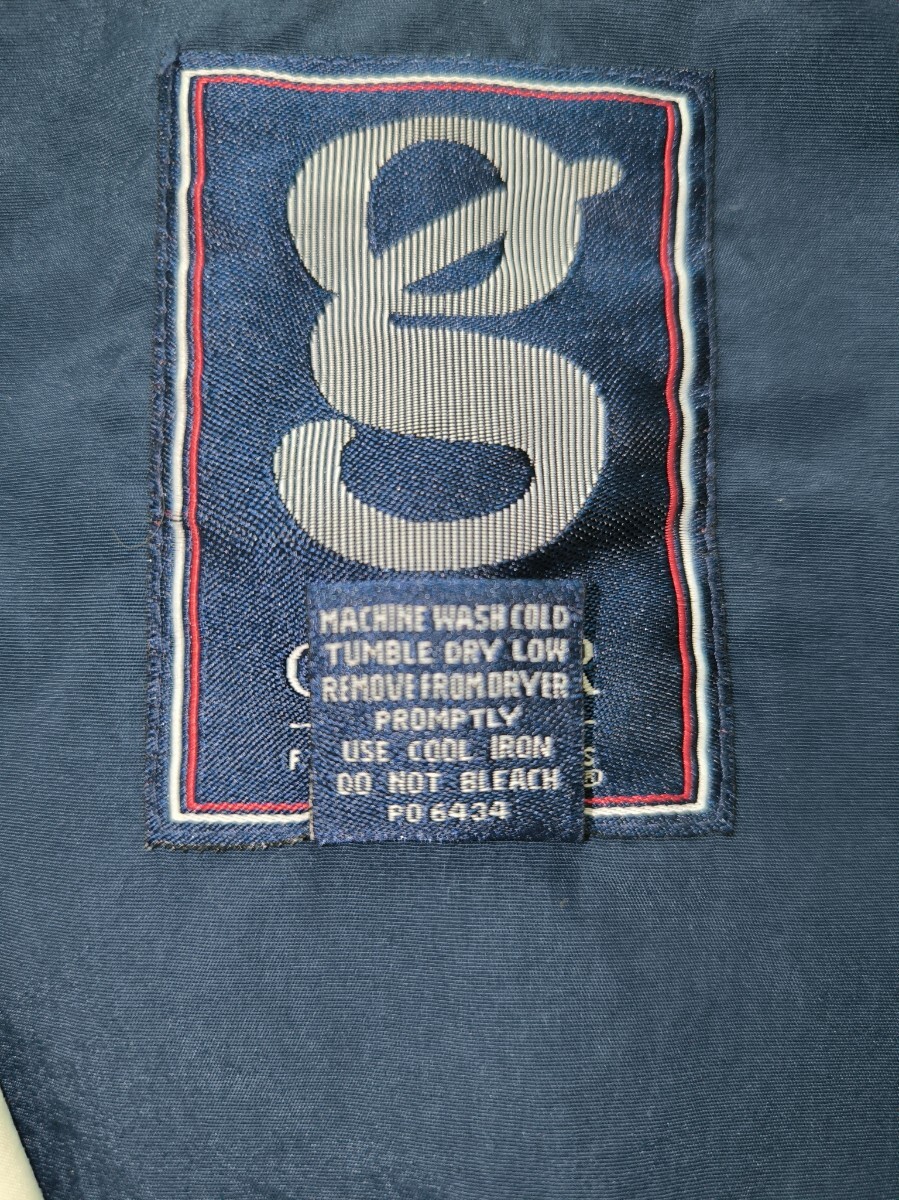 g
MACHINE WASH COLD
TUMBLE DRY LOW
REMOVE FROM DRYER
PROMPTLY
USE COOL IRON
DO NOT BLEACH
PO 6434
®